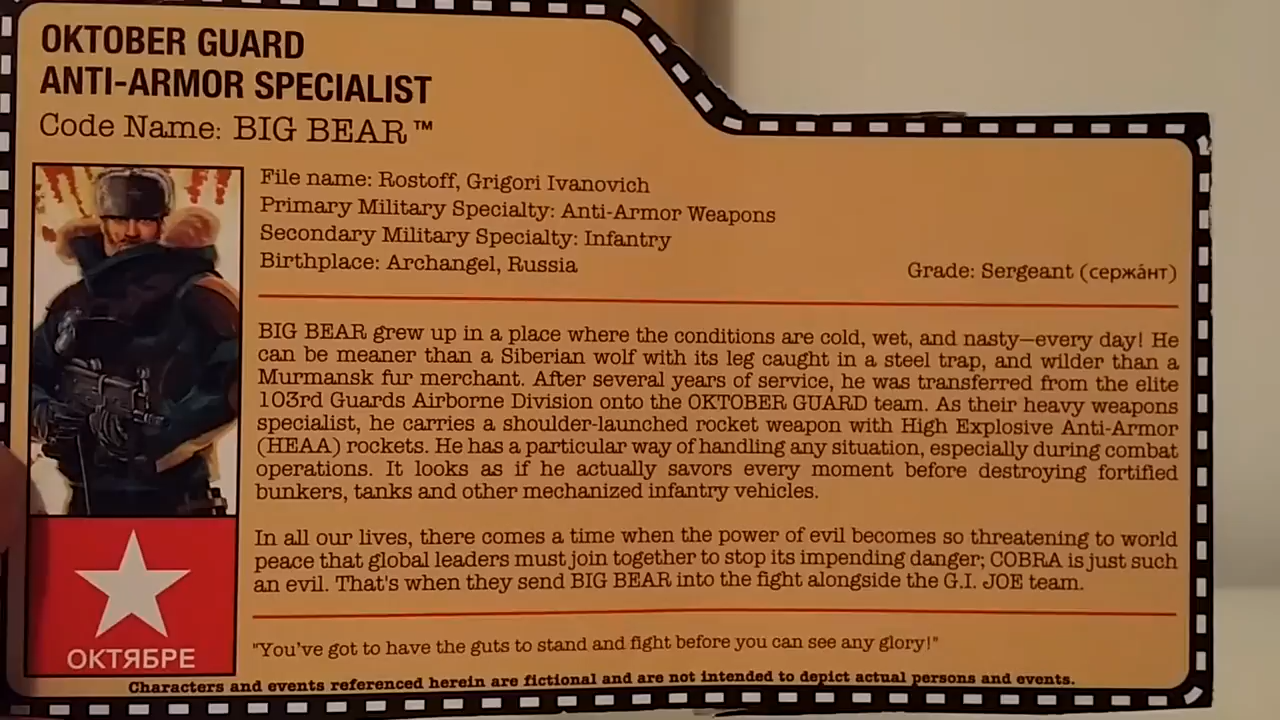 OKTOBER GUARD
ANTI-ARMOR SPECIALIST
Code Name: BIG BEAR™
File name: Rostoff, Grigori Ivanovich
Primary Military Specialty: Anti-Armor Weapons
Secondary Military Specialty: Infantry
Birthplace: Archangel, Russia
Grade: Sergeant (сержа́нт)
BIG BEAR grew up in a place where the conditions are cold, wet, and nasty—every day! He
can be meaner than a Siberian wolf with its leg caught in a steel trap, and wilder than a
Murmansk fur merchant. After several years of service, he was transferred from the elite
103rd Guards Airborne Division onto the OKTOBER GUARD team. As their heavy weapons
specialist, he carries a shoulder-launched rocket weapon with High Explosive Anti-Armor
(HEAA) rockets. He has a particular way of handling any situation, especially during combat
operations. It looks as if he actually savors every moment before destroying fortified
bunkers, tanks and other mechanized infantry vehicles.
In all our lives, there comes a time when the power of evil becomes so threatening to world
peace that global leaders must join together to stop its impending danger; COBRA is just such
an evil. That's when they send BIG BEAR into the fight alongside the G.I. JOE team.
"You've got to have the guts to stand and fight before you can see any glory!"
ОКТЯБРЕ
Characters and events referenced herein are fictional and are not intended to depict actual persons and events.